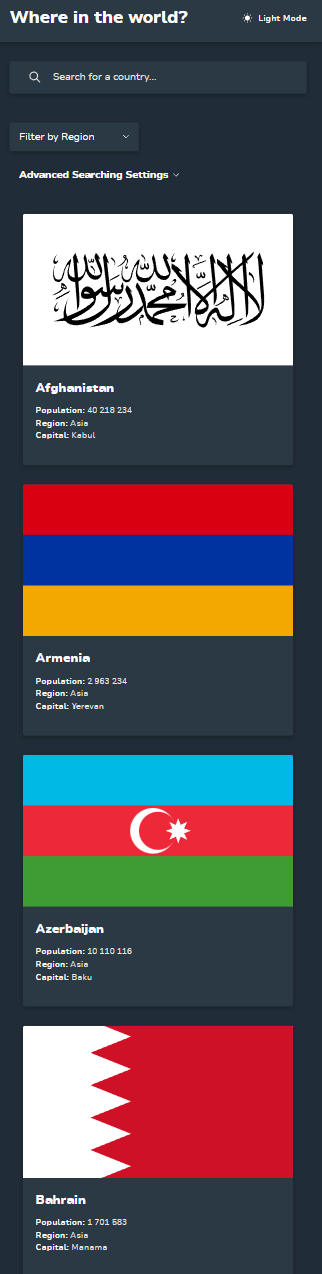 Where in the world?
Light Mode
Search for a country...
Filter by Region
Advanced Searching Settings
لا إله إلا الله محمد رسول الله
Afghanistan
Population: 40 218 234
Region: Asia
Capital: Kabul
Armenia
Population: 2 963 234
Region: Asia
Capital: Yerevan
Azerbaijan
Population: 10 110 116
Region: Asia
Capital: Baku
Bahrain
Population: 1 701 583
Region: Asia
Capital: Manama